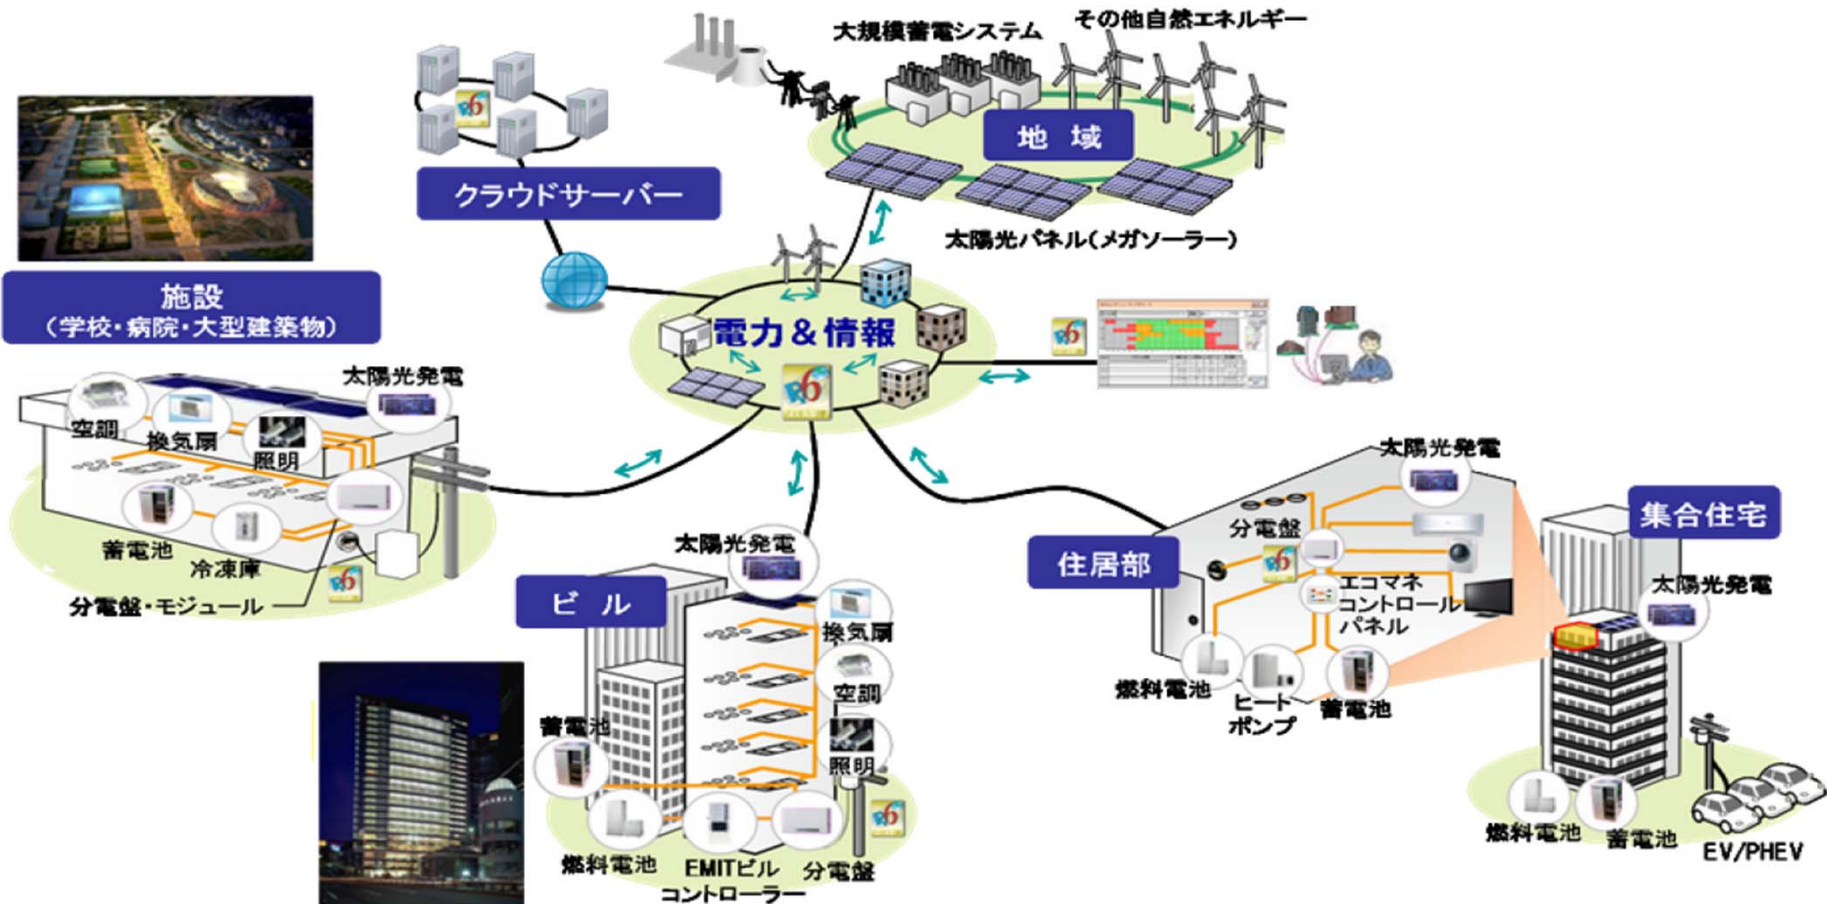 大規模蓄電システム
その他自然エネルギー
地 域
クラウドサーバー
太陽光パネル(メガソーラー)
施設
(学校・病院・大型建築物)
電力&情報
太陽光発電
空調
換気扇
照明
蓄電池
冷凍庫
分電盤・モジュール
太陽光発電
ビ ル
換気扇
空調
照明
蓄電池
燃料電池
EMITビル
コントローラー
分電盤
太陽光発電
分電盤
住居部
エコマネ
コントロール
パネル
燃料電池
ヒート
ポンプ
蓄電池
集合住宅
太陽光発電
燃料電池
蓄電池
EV/PHEV